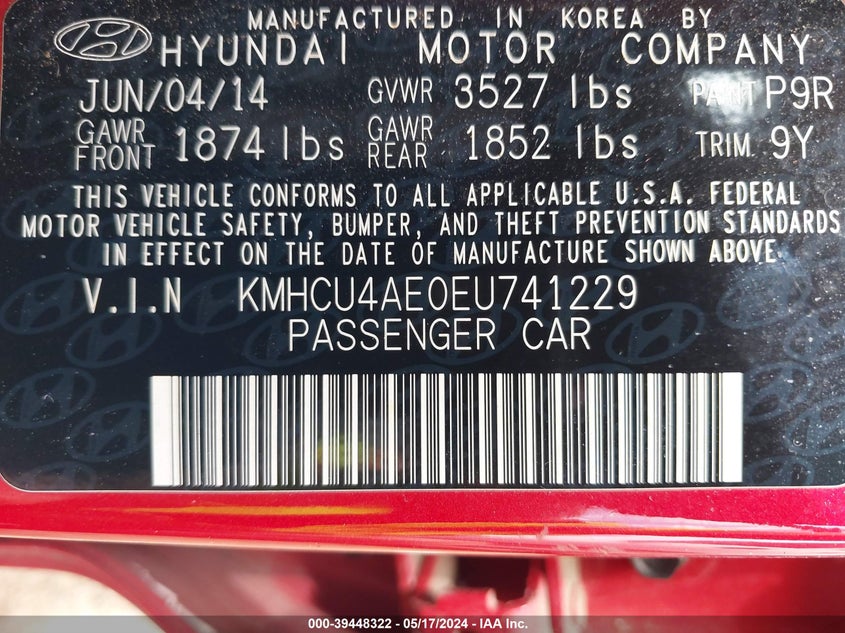 MANUFACTURED IN KOREA BY
HYUNDAI MOTOR COMPANY
JUN/04/14 GVWR 3527 lbs PAINT P9R
GAWR FRONT 1874 lbs GAWR REAR 1852 lbs TRIM 9Y
THIS VEHICLE CONFORMS TO ALL APPLICABLE U.S.A. FEDERAL
MOTOR VEHICLE SAFETY, BUMPER, AND THEFT PREVENTION STANDARDS
IN EFFECT ON THE DATE OF MANUFACTURE SHOWN ABOVE.
V.I.N KMHCU4AE0EU741229
PASSENGER CAR
000-39448322 - 05/17/2024 - IAA Inc.